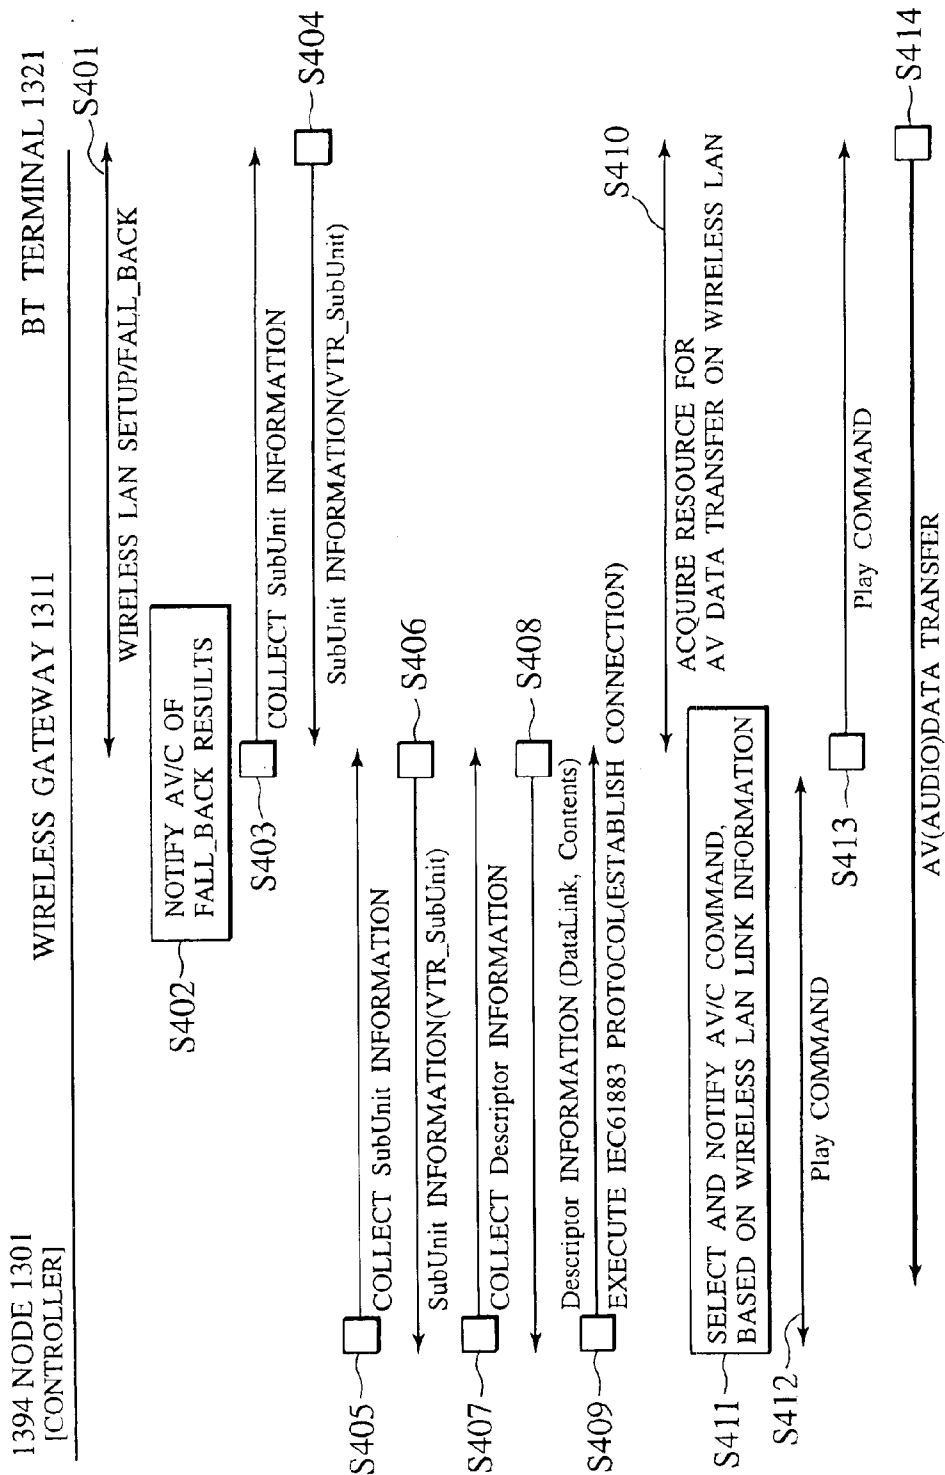 1394 NODE 1301
[CONTROLLER]
WIRELESS GATEWAY 1311
BT TERMINAL 1321
S401
WIRELESS LAN SETUP/FALL_BACK
S402
NOTIFY AV/C OF
FALL_BACK RESULTS
S403
COLLECT SubUnit INFORMATION
S404
SubUnit INFORMATION(VTR_SubUnit)
S405
COLLECT SubUnit INFORMATION
S406
SubUnit INFORMATION(VTR_SubUnit)
S407
COLLECT Descriptor INFORMATION
S408
Descriptor INFORMATION (DataLink, Contents)
S409
EXECUTE IEC61883 PROTOCOL(ESTABLISH CONNECTION)
S410
ACQUIRE RESOURCE FOR
AV DATA TRANSFER ON WIRELESS LAN
S411
SELECT AND NOTIFY AV/C COMMAND,
BASED ON WIRELESS LAN LINK INFORMATION
S412
Play COMMAND
S413
Play COMMAND
S414
AV(AUDIO)DATA TRANSFER